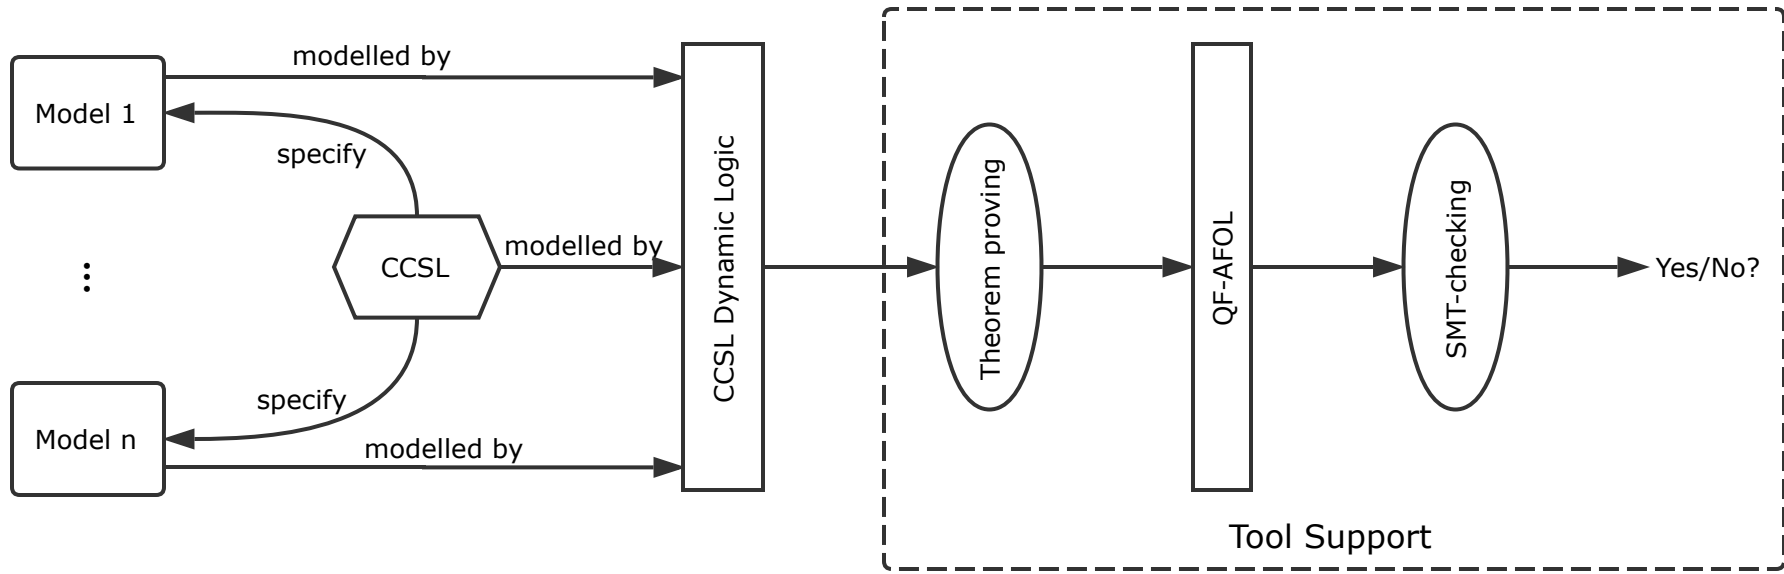 modelled by
Model 1
specify
CCSL
modelled by
...
specify
Model n
modelled by
CCSL Dynamic Logic
Theorem proving
QF-AFOL
SMT-checking
Yes/No?
Tool Support